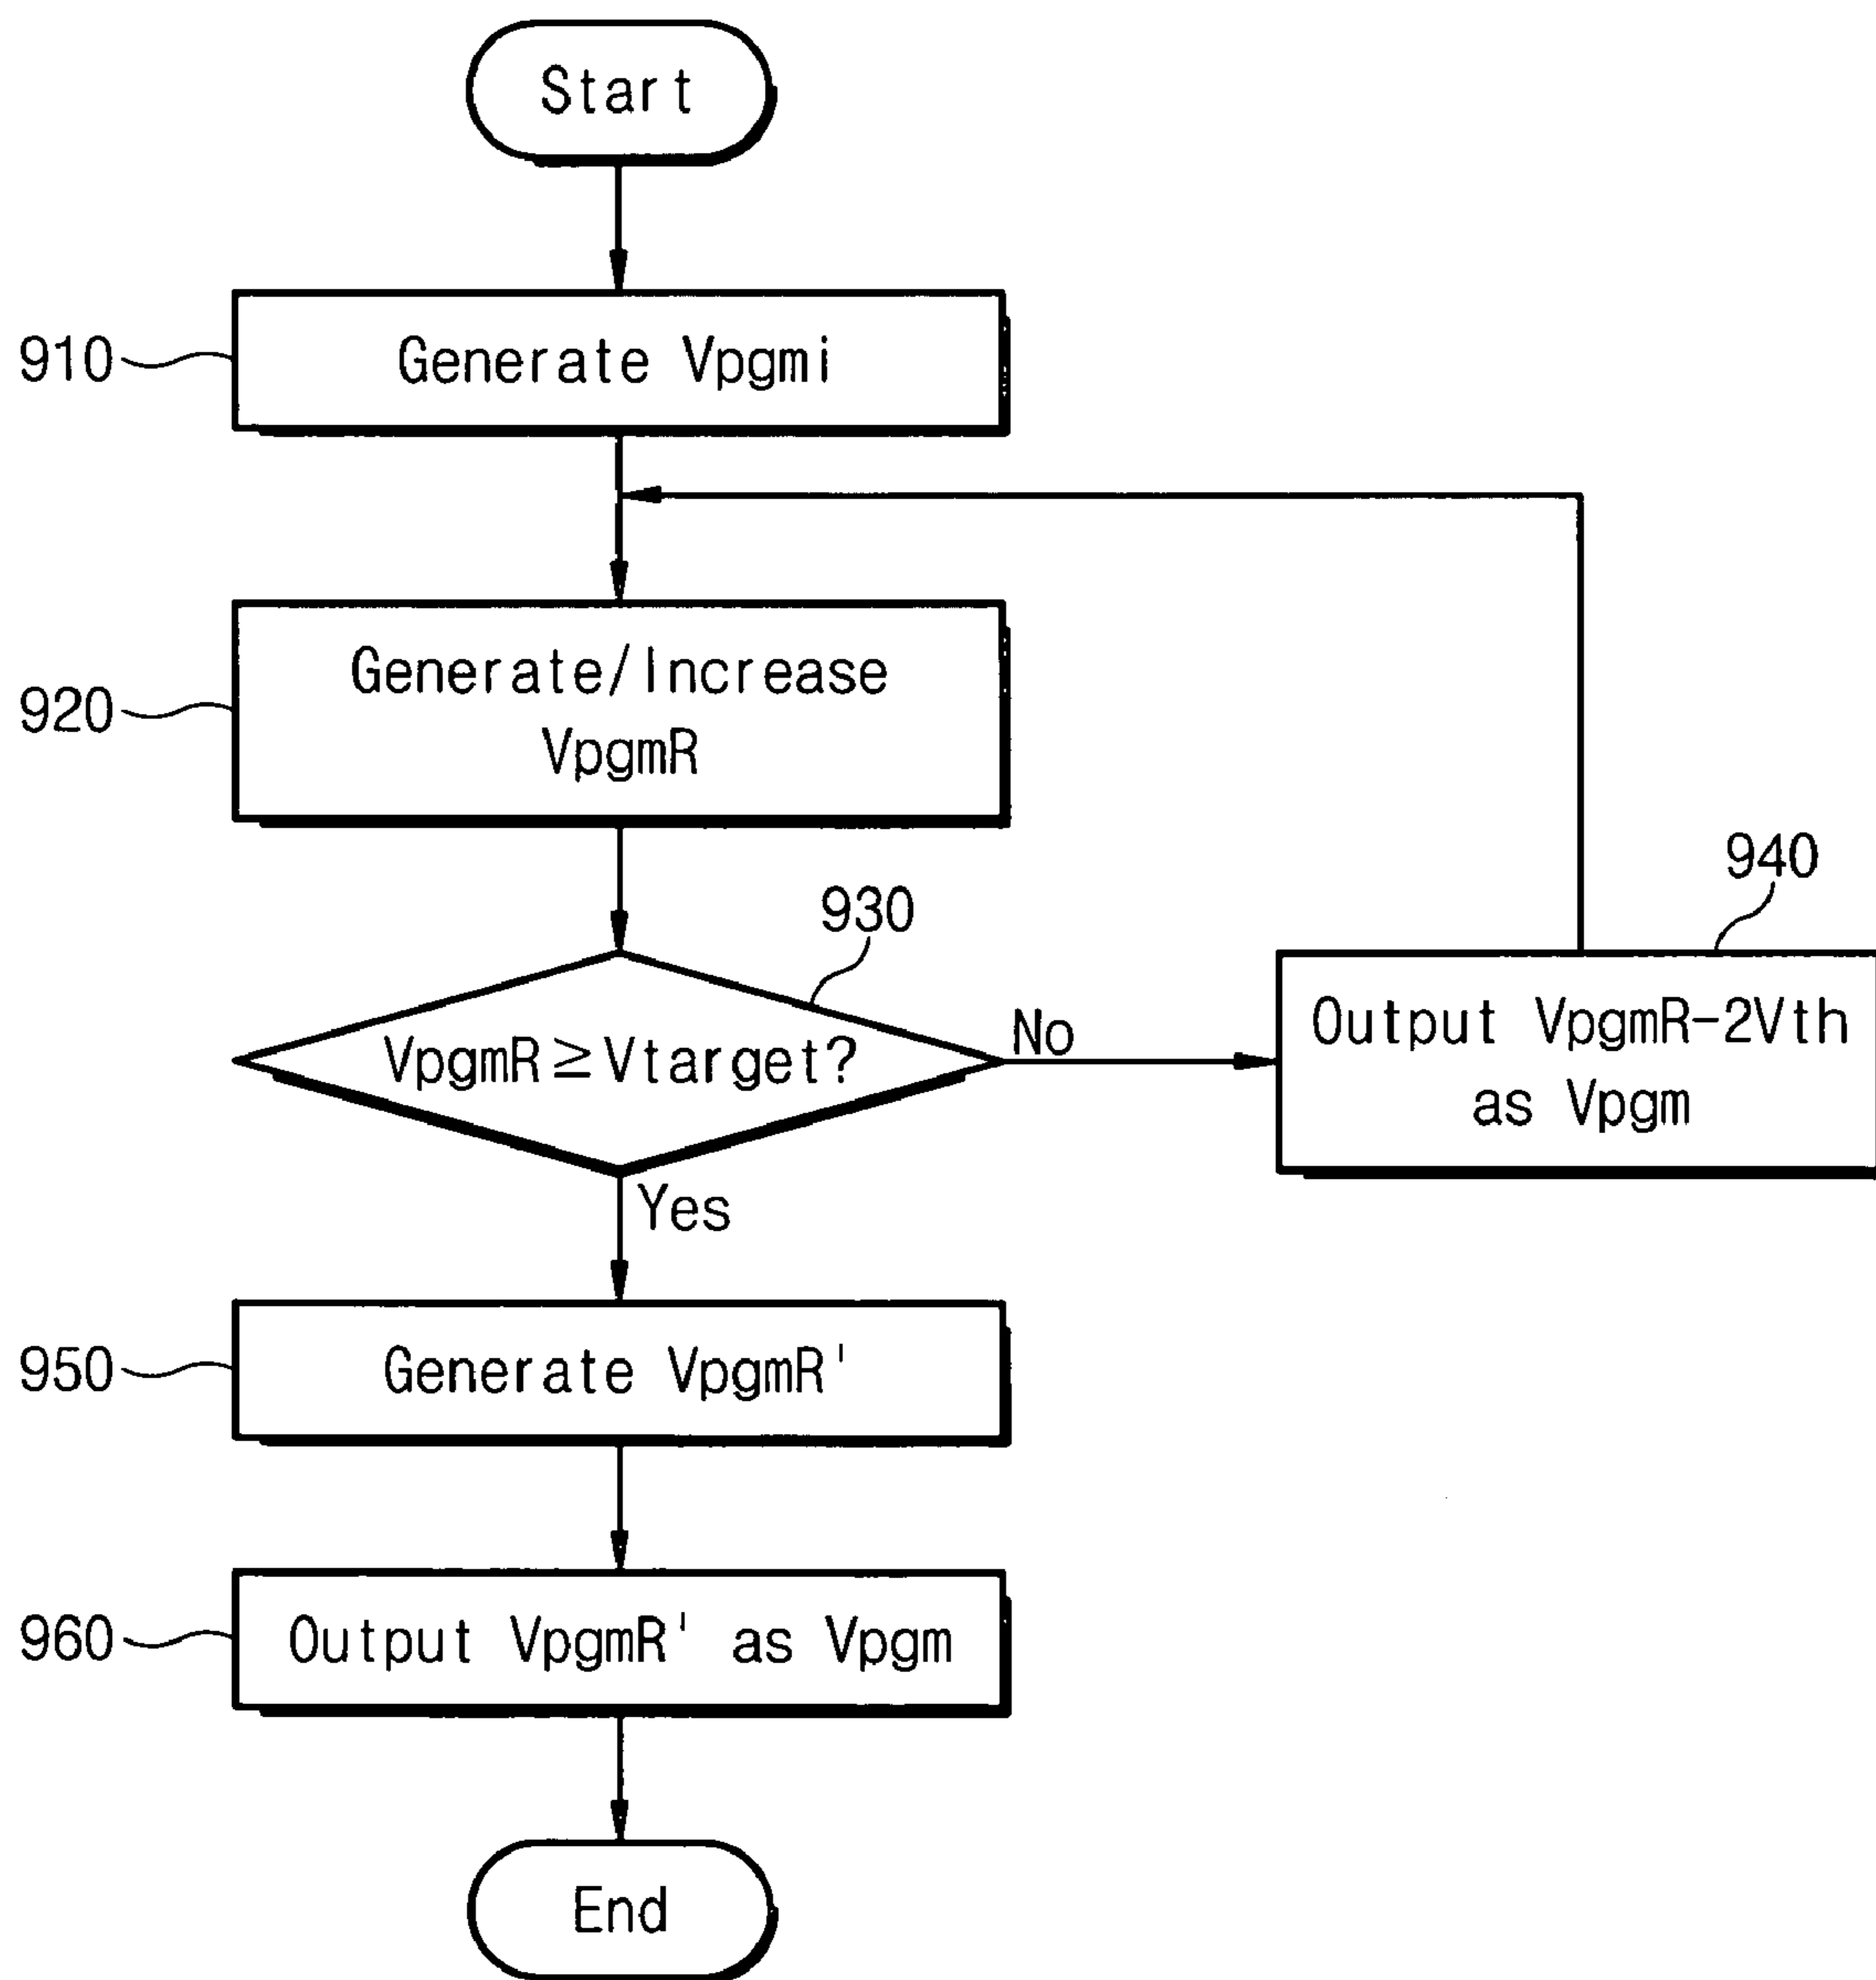 Start
910
Generate Vpgmi
920
Generate/Increase
VpgmR
930
VpgmR≥Vtarget?
No
940
Output VpgmR-2Vth
as Vpgm
Yes
950
Generate VpgmR'
960
Output VpgmR' as Vpgm
End